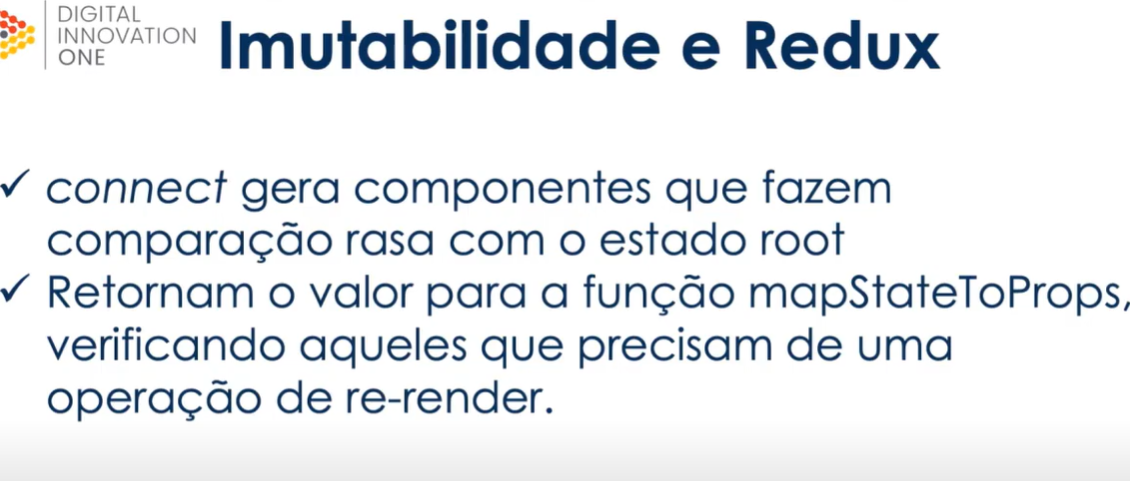 DIGITAL
INNOVATION
ONE
Imutabilidade e Redux
✓ connect gera componentes que fazem
comparação rasa com o estado root
✓ Retornam o valor para a função mapStateToProps,
verificando aqueles que precisam de uma
operação de re-render.